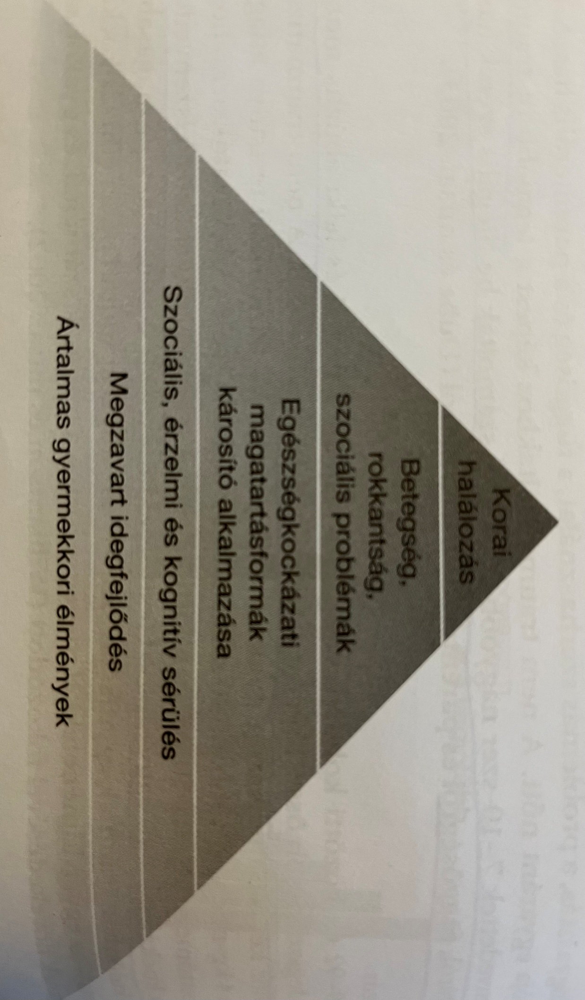 Korai
halálozás
Betegség,
rokkantság,
szociális problémák
Egészségkockázati
magatartásformák
károsító alkalmazása
Szociális, érzelmi és kognitív sérülés
Megzavart idegfejlődés
Ártalmas gyermekkori élmények